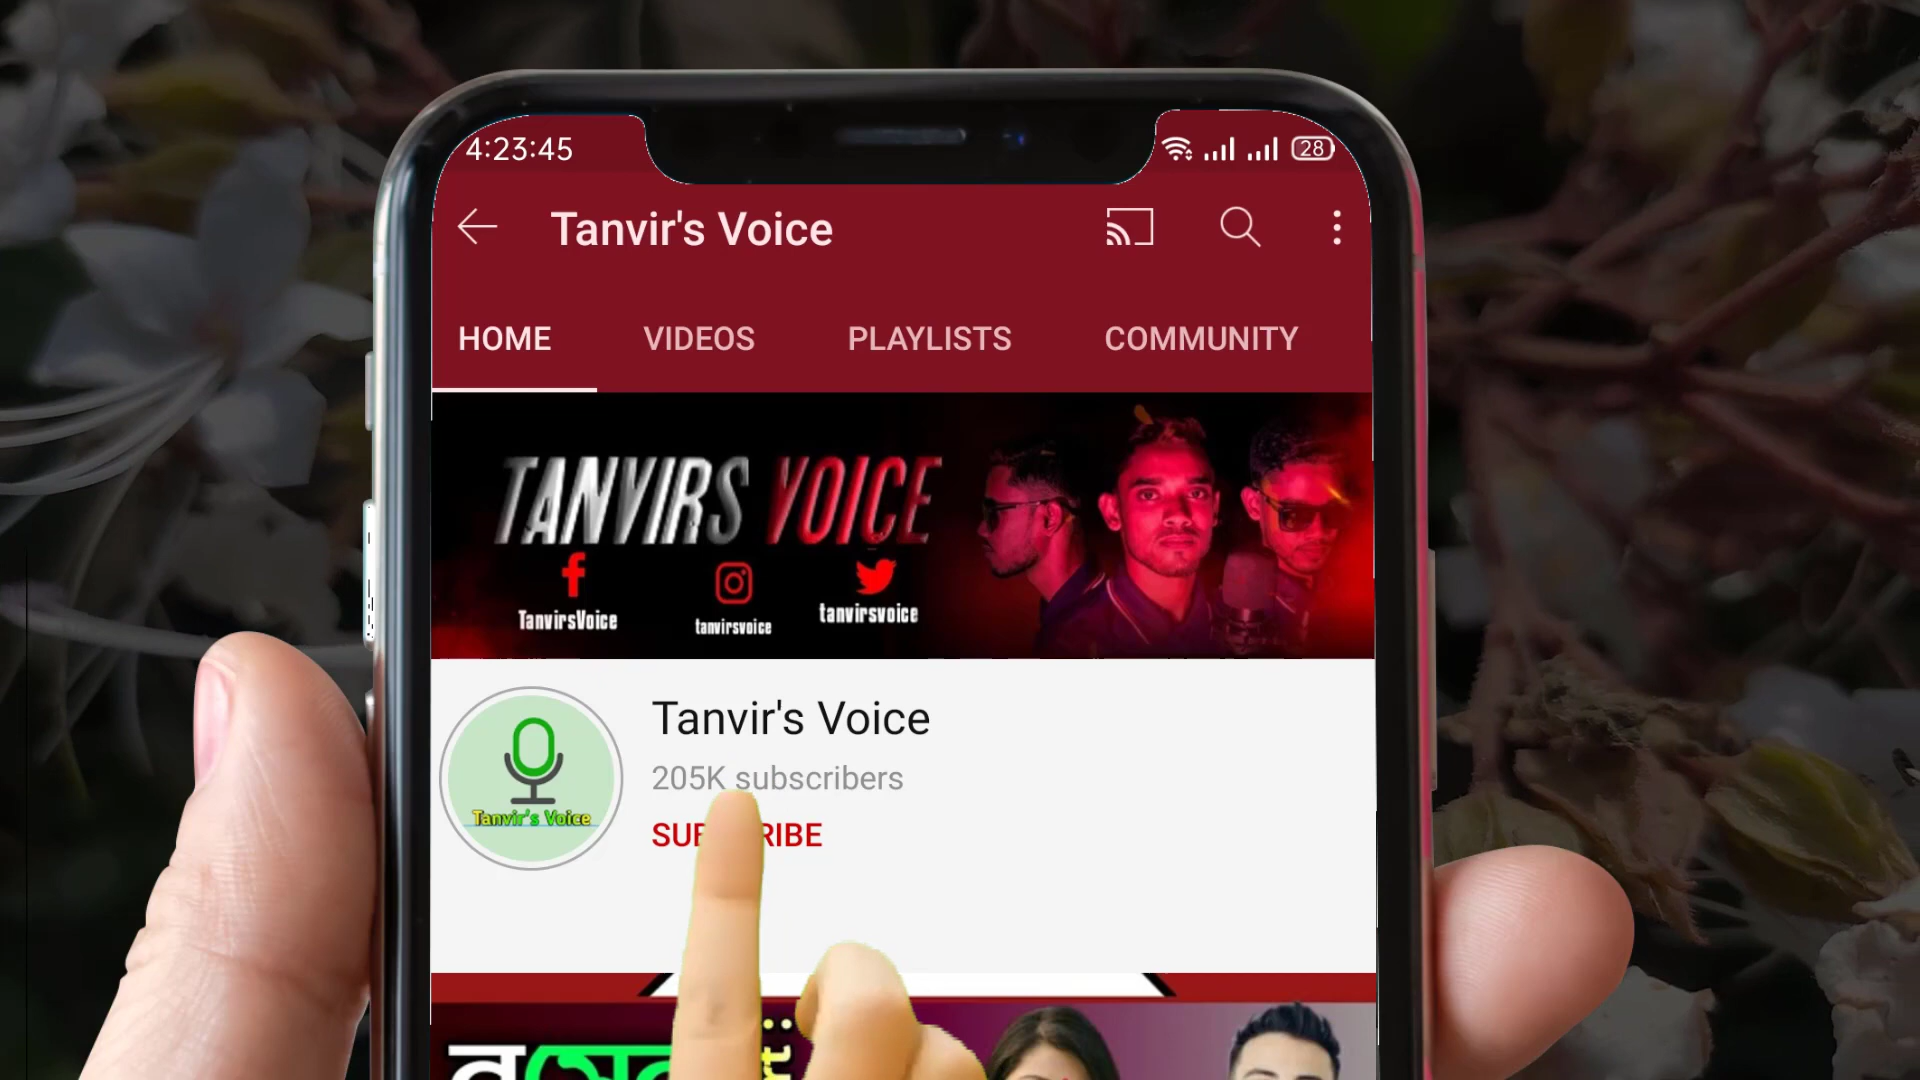 4:23:45
28
Tanvir's Voice
HOME VIDEOS PLAYLISTS COMMUNITY
TANVIRS VOICE
TanvirsVoice tanvirsvoice tanvirsvoice
Tanvir's Voice
205K subscribers
Tanvir's Voice
SUBSCRIBE